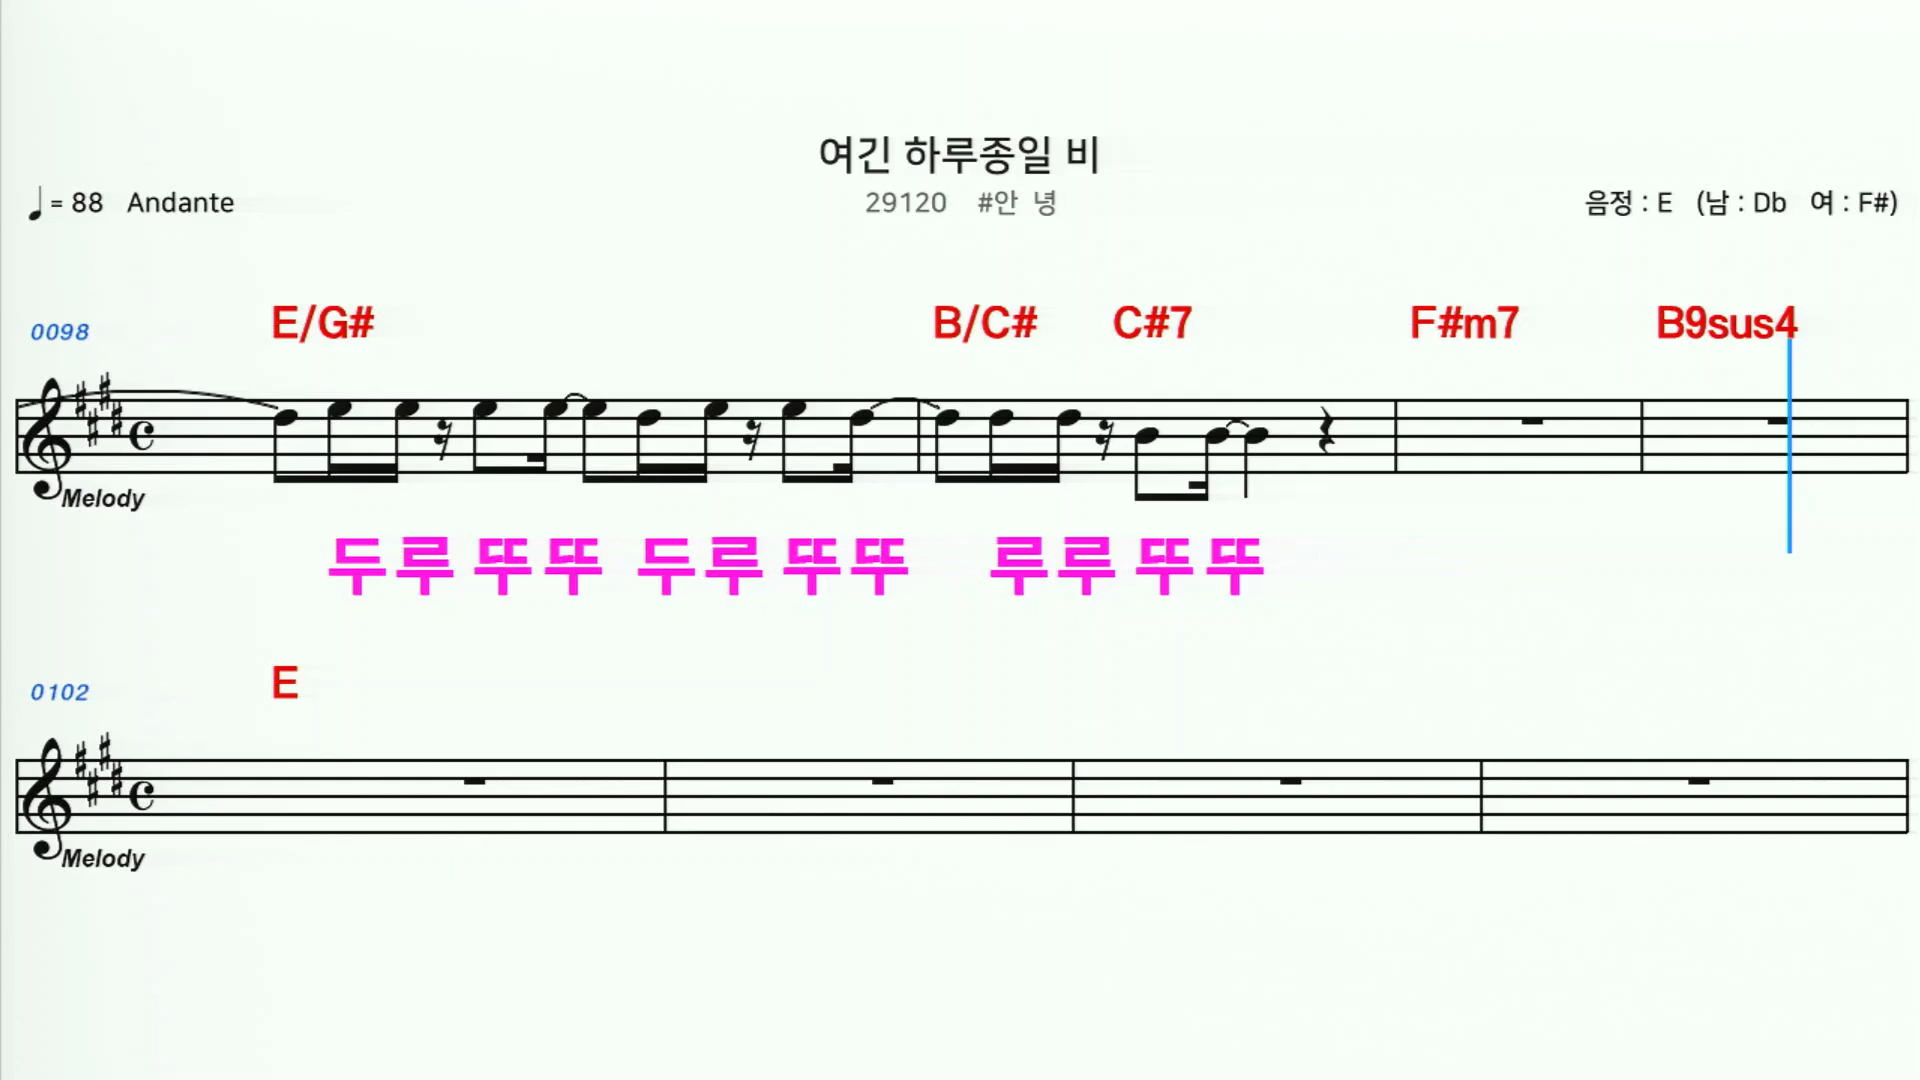 여긴 하루종일 비
♩ = 88 Andante 29120 #안 녕 음정 : E (남 : Db 여 : F#)
0098 E/G# B/C# C#7 F#m7 B9sus4
Melody
두루 뚜뚜 두루 뚜뚜 루루 뚜뚜
0102 E
Melody